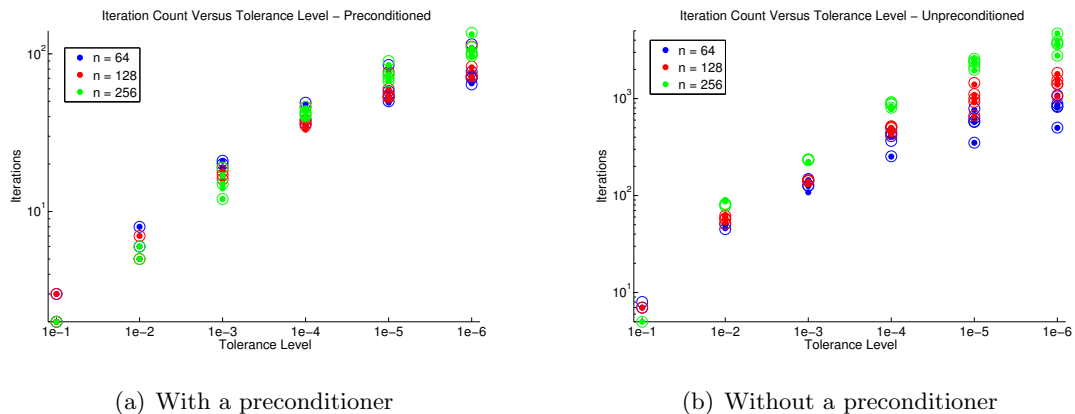 Iteration Count Versus Tolerance Level − Preconditioned
n = 64
n = 128
n = 256
10^2
10^1
Iterations
1e−1 1e−2 1e−3 1e−4 1e−5 1e−6
Tolerance Level
(a) With a preconditioner
Iteration Count Versus Tolerance Level − Unpreconditioned
n = 64
n = 128
n = 256
10^3
10^2
10^1
Iterations
1e−1 1e−2 1e−3 1e−4 1e−5 1e−6
Tolerance Level
(b) Without a preconditioner